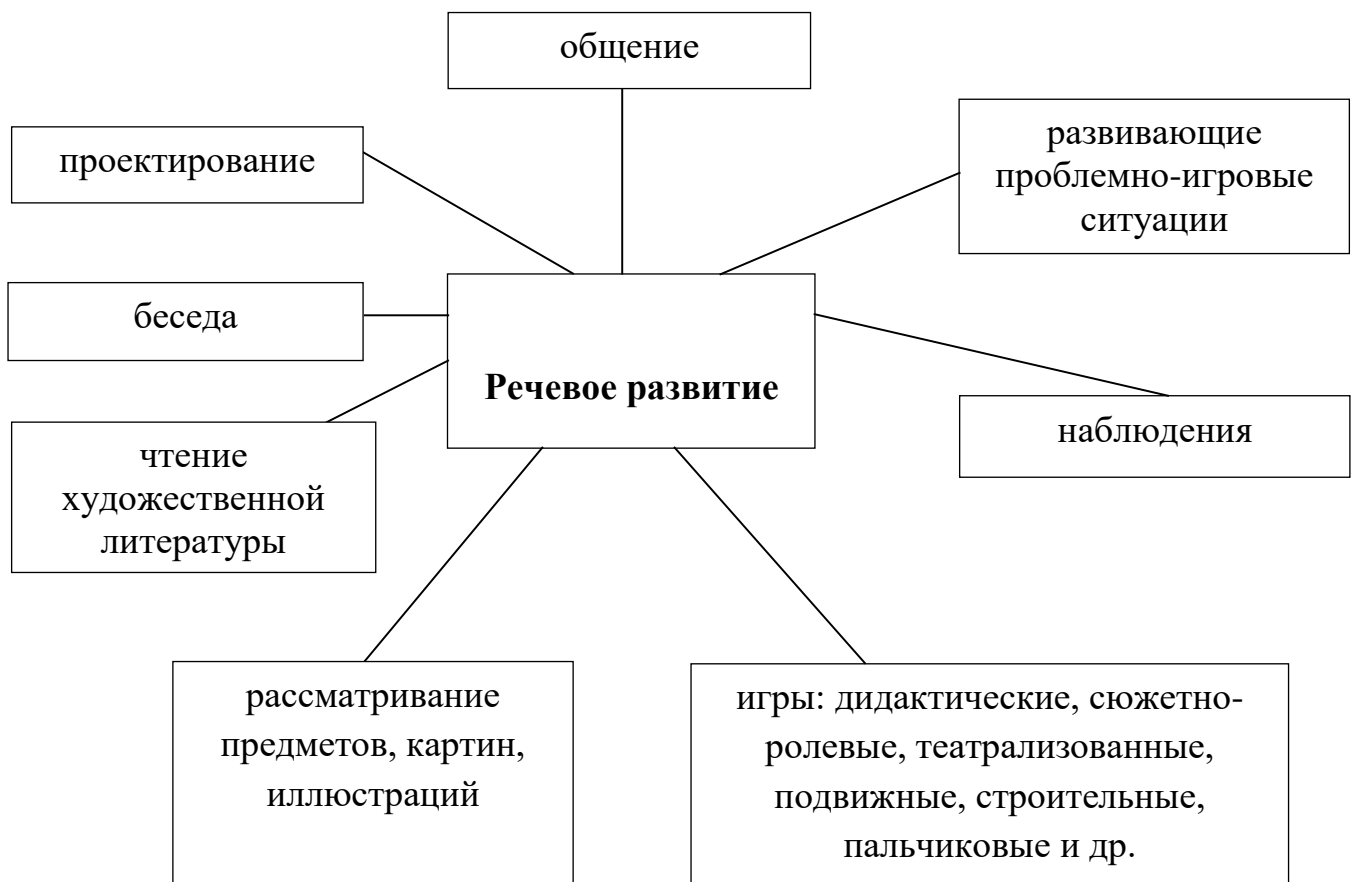 общение
проектирование
развивающие
проблемно-игровые
ситуации
беседа
Речевое развитие
наблюдения
чтение
художественной
литературы
рассматривание
предметов, картин,
иллюстраций
игры: дидактические, сюжетно-
ролевые, театрализованные,
подвижные, строительные,
пальчиковые и др.